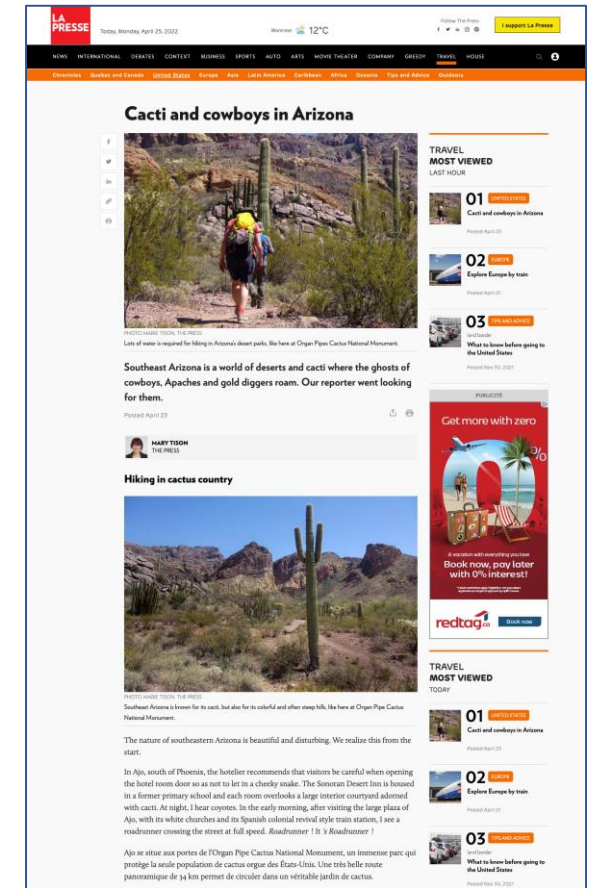 LA
PRESSE
Today, Monday, April 25, 2022
Montreal 12°C
Follow The Press
I support La Presse
NEWS INTERNATIONAL DEBATES CONTEXT BUSINESS SPORTS AUTO ARTS MOVIE THEATER COMPANY GREEDY TRAVEL HOUSE
Chronicles Quebec and Canada United States Europe Asia Latin America Caribbean Africa Oceania Tips and Advice Outdoors
Cacti and cowboys in Arizona
PHOTO MARIE TISON, THE PRESS
Lots of water is required for hiking in Arizona's desert parks, like here at Organ Pipes Cactus National Monument.
Southeast Arizona is a world of deserts and cacti where the ghosts of
cowboys, Apaches and gold diggers roam. Our reporter went looking
for them.
Posted April 23
MARY TISON
THE PRESS
Hiking in cactus country
PHOTO MARIE TISON, THE PRESS
Southeast Arizona is known for its cacti, but also for its colorful and often steep hills, like here at Organ Pipe Cactus
National Monument.
The nature of southeastern Arizona is beautiful and disturbing. We realize this from the
start.
In Ajo, south of Phoenix, the hotelier recommends that visitors be careful when opening
the hotel room door so as not to let in a cheeky snake. The Sonoran Desert Inn is housed
in a former primary school and each room overlooks a large interior courtyard adorned
with cacti. At night, I hear coyotes. In the early morning, after visiting the large plaza of
Ajo, with its white churches and its Spanish colonial revival style train station, I see a
roadrunner crossing the street at full speed. Roadrunner ! It 's Roadrunner !
Ajo se situe aux portes de l'Organ Pipe Cactus National Monument, un immense parc qui
protège la seule population de cactus orgue des États-Unis. Une très belle route
panoramique de 34 km permet de circuler dans un véritable jardin de cactus.
TRAVEL
MOST VIEWED
LAST HOUR
01 UNITED STATES
Cacti and cowboys in Arizona
Posted April 23
02 EUROPE
Explore Europe by train
Posted April 21
03 TIPS AND ADVICE
land border
What to know before going to
the United States
Posted Nov 30, 2021
PUBLICITÉ
Get more with zero
0%
A vacation with everything you love
Book now, pay later
with 0% interest!
redtag.ca
Book now
TRAVEL
MOST VIEWED
TODAY
01 UNITED STATES
Cacti and cowboys in Arizona
Posted April 23
02 EUROPE
Explore Europe by train
Posted April 21
03 TIPS AND ADVICE
land border
What to know before going to
the United States
Posted Nov 30, 2021